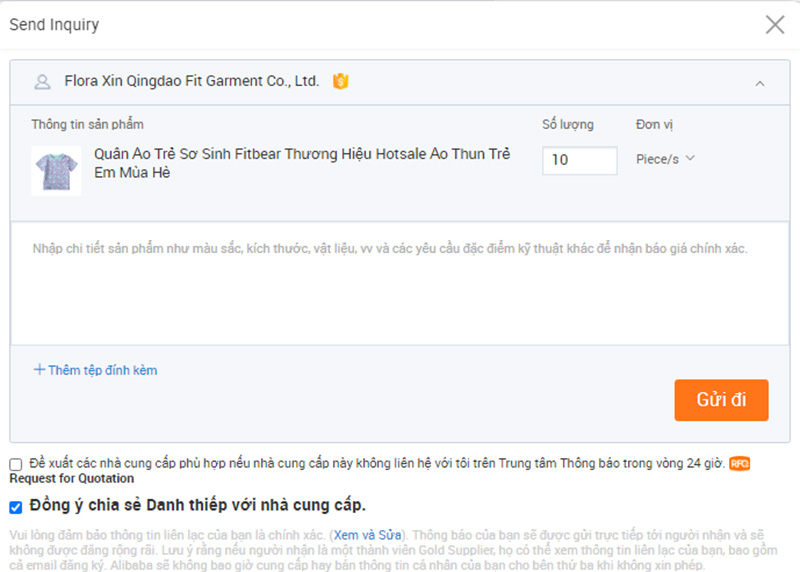 Send Inquiry
Flora Xin Qingdao Fit Garment Co., Ltd.
Thông tin sản phẩm
Số lượng
Đơn vị
Quần Áo Trẻ Sơ Sinh Fitbear Thương Hiệu Hotsale Áo Thun Trẻ
Em Mùa Hè
10
Piece/s
Nhập chi tiết sản phẩm như màu sắc, kích thước, vật liệu, vv và các yêu cầu đặc điểm kỹ thuật khác để nhận báo giá chính xác.
+ Thêm tệp đính kèm
Gửi đi
Đề xuất các nhà cung cấp phù hợp nếu nhà cung cấp này không liên hệ với tôi trên Trung tâm Thông báo trong vòng 24 giờ. RFQ
Request for Quotation
Đồng ý chia sẻ Danh thiếp với nhà cung cấp.
Vui lòng đảm bảo thông tin liên lạc của bạn là chính xác. (Xem và Sửa). Thông báo của bạn sẽ được gửi trực tiếp tới người nhận và sẽ
không được đăng rộng rãi. Lưu ý rằng nếu người nhận là một thành viên Gold Supplier, họ có thể xem thông tin liên lạc của bạn, bao gồm
cả email đăng ký. Alibaba sẽ không bao giờ cung cấp hay bán thông tin cá nhân của bạn cho bên thứ ba khi không xin phép.